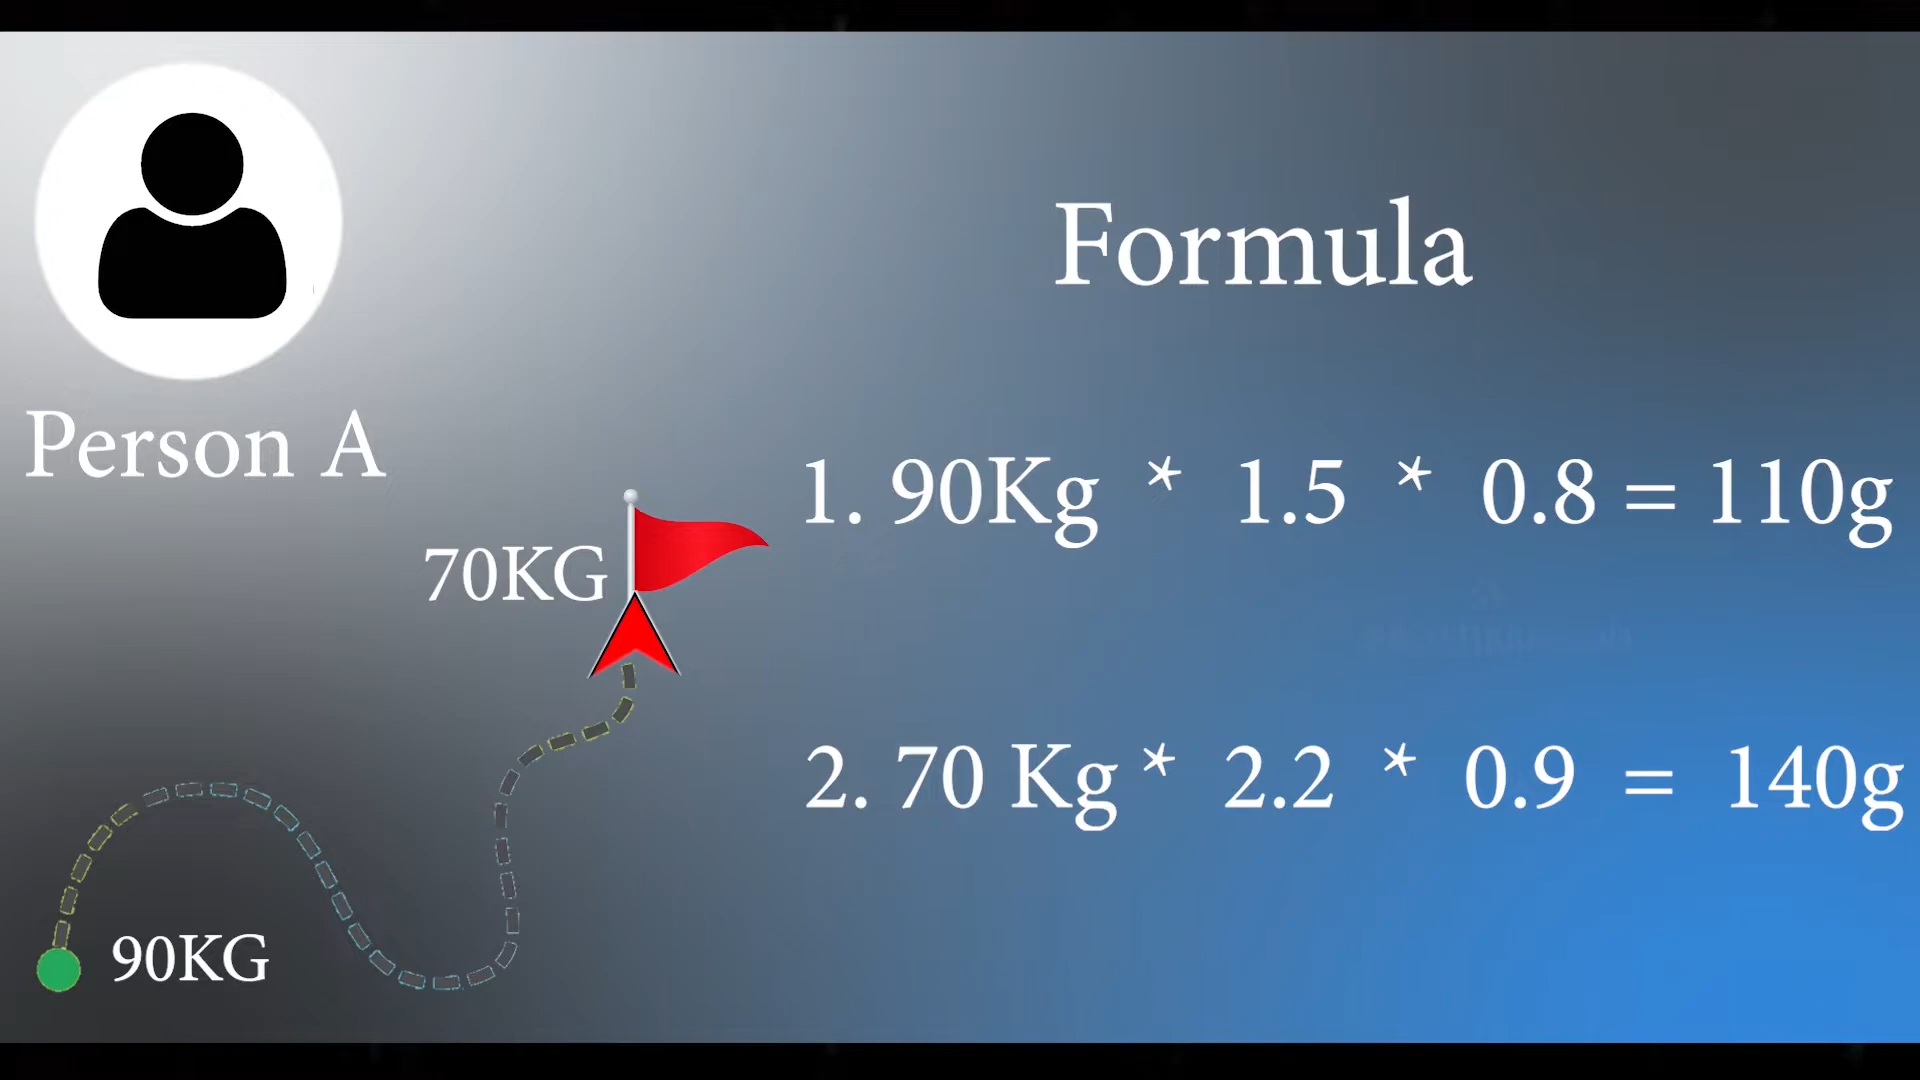 Formula
Person A
1. 90Kg * 1.5 * 0.8 = 110g
70KG
2. 70 Kg * 2.2 * 0.9 = 140g
90KG